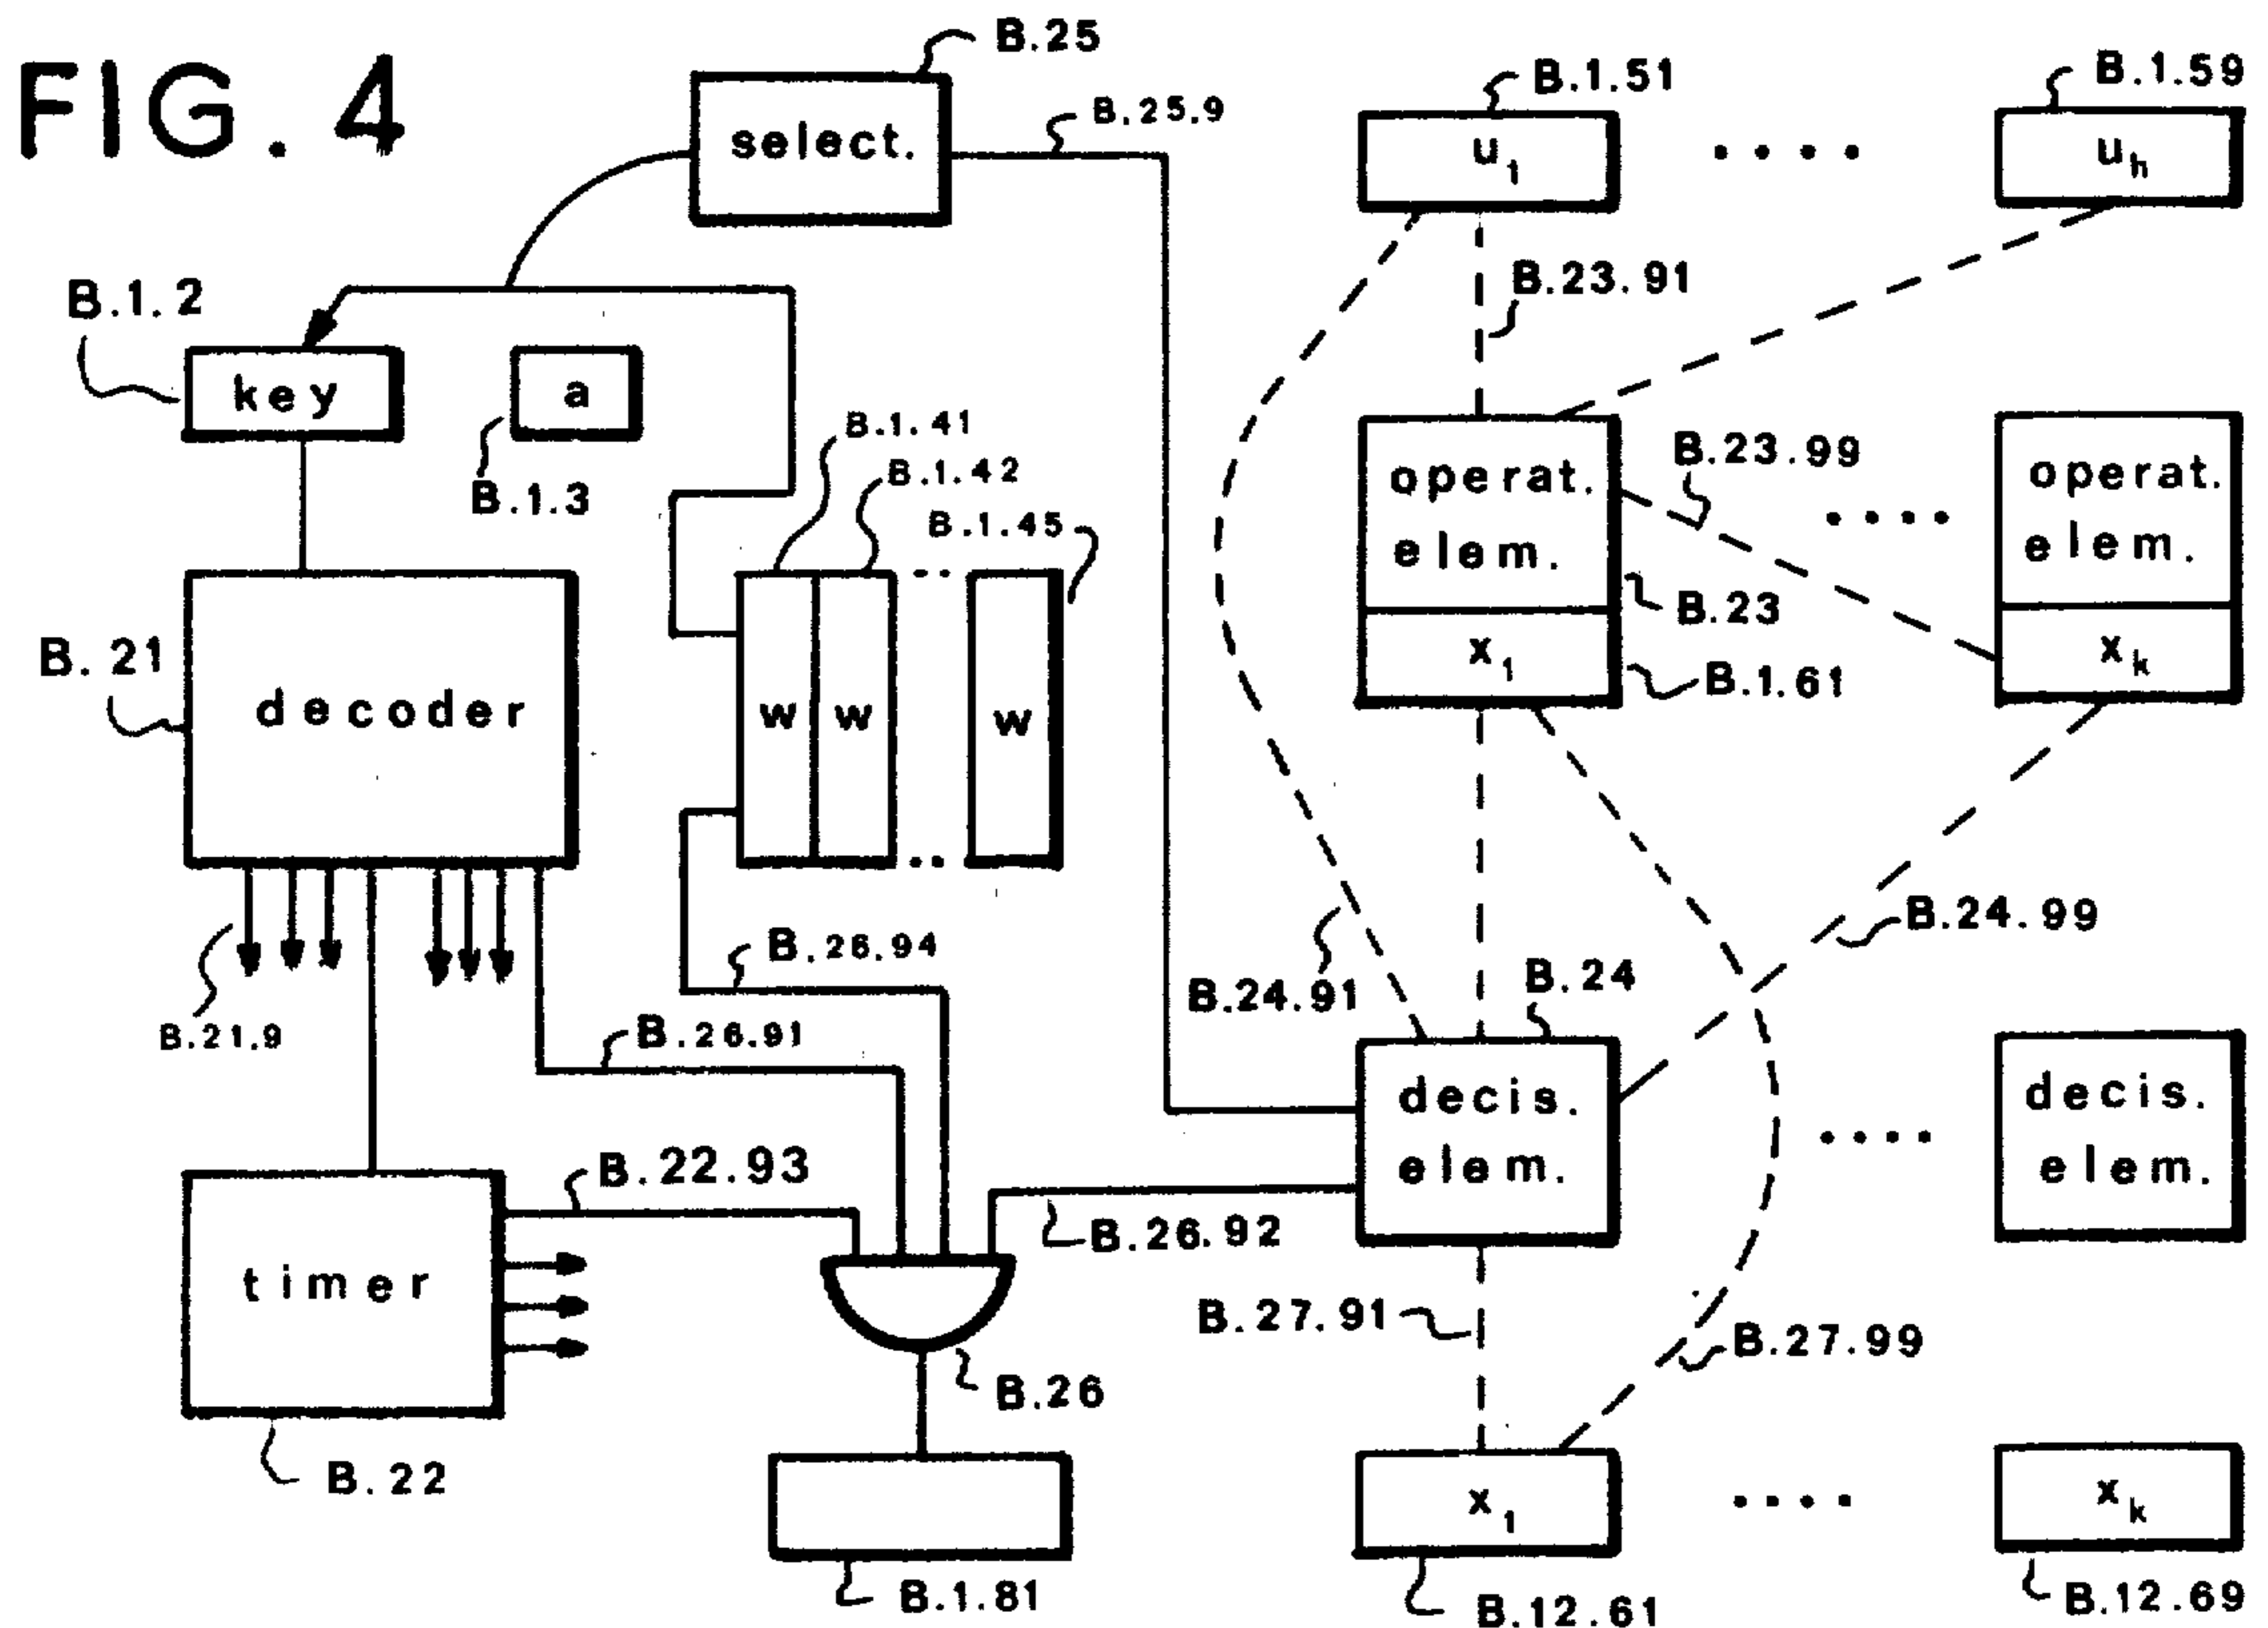 FIG. 4
B.25
select.
B.25.9
B.1.51
u1
B.1.59
uh
B.1.2
key
a
B.1.3
B.23.91
B.1.41
B.1.42
B.1.45
operat.
elem.
x1
B.23.99
B.23
B.1.61
operat.
elem.
xk
B.21
decoder
w
w
w
B.21.9
B.26.94
B.26.91
B.24.91
B.24
B.24.99
decis.
elem.
decis.
elem.
B.22.93
B.26.92
timer
B.27.91
B.27.99
B.26
B.22
B.1.81
x1
B.12.61
xk
B.12.69